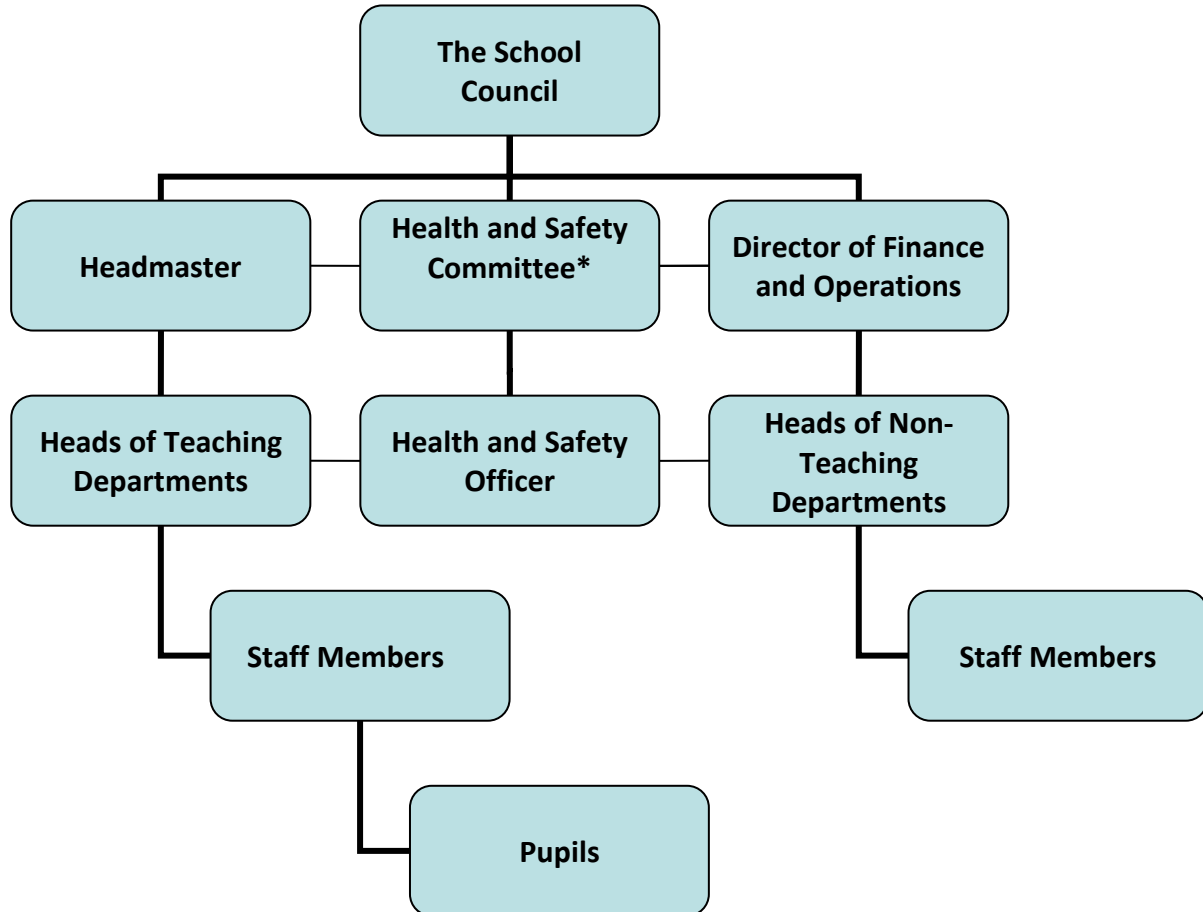 The School
Council
Headmaster
Health and Safety
Committee*
Director of Finance
and Operations
Heads of Teaching
Departments
Health and Safety
Officer
Heads of Non-
Teaching
Departments
Staff Members
Staff Members
Pupils